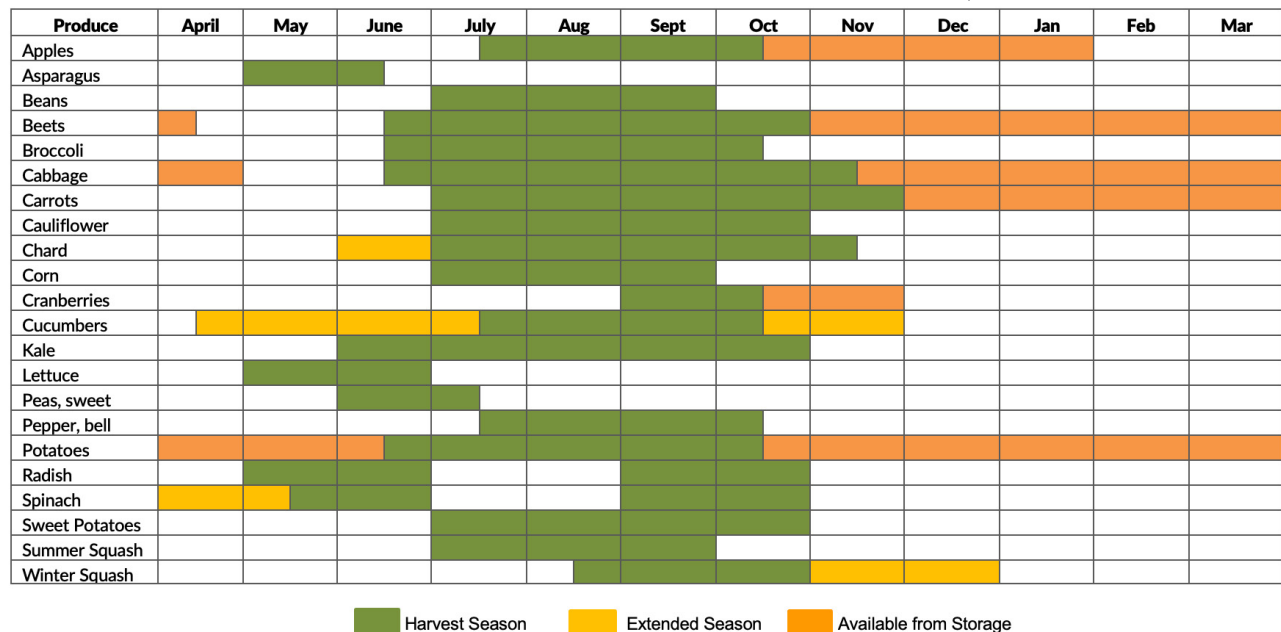 Produce April May June July Aug Sept Oct Nov Dec Jan Feb Mar
Apples
Asparagus
Beans
Beets
Broccoli
Cabbage
Carrots
Cauliflower
Chard
Corn
Cranberries
Cucumbers
Kale
Lettuce
Peas, sweet
Pepper, bell
Potatoes
Radish
Spinach
Sweet Potatoes
Summer Squash
Winter Squash
Harvest Season Extended Season Available from Storage